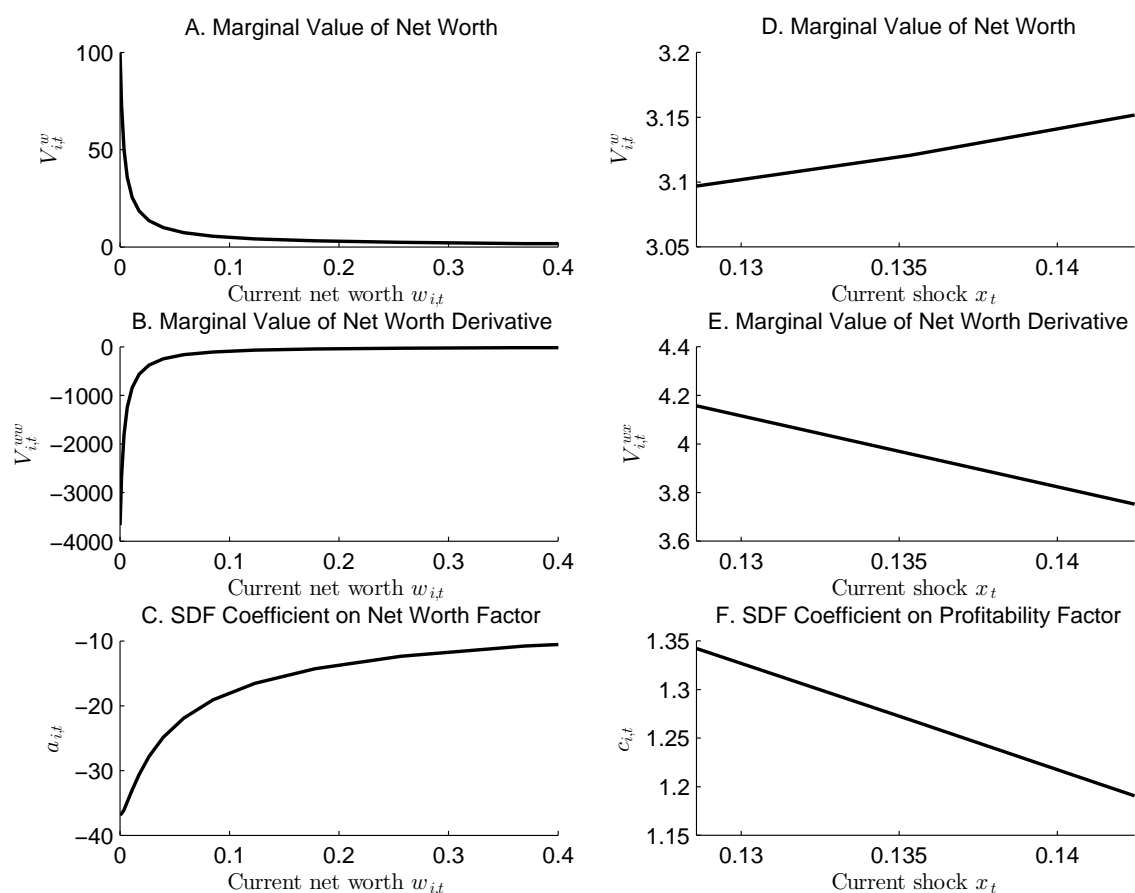 A. Marginal Value of Net Worth
100
50
0
V^w_{i,t}
0 0.1 0.2 0.3 0.4
Current net worth w_{i,t}
B. Marginal Value of Net Worth Derivative
0
−1000
−2000
−3000
−4000
V^{ww}_{i,t}
0 0.1 0.2 0.3 0.4
Current net worth w_{i,t}
C. SDF Coefficient on Net Worth Factor
−10
−20
−30
−40
a_{i,t}
0 0.1 0.2 0.3 0.4
Current net worth w_{i,t}
D. Marginal Value of Net Worth
3.2
3.15
3.1
3.05
V^w_{i,t}
0.13 0.135 0.14
Current shock x_t
E. Marginal Value of Net Worth Derivative
4.4
4.2
4
3.8
3.6
V^{wx}_{i,t}
0.13 0.135 0.14
Current shock x_t
F. SDF Coefficient on Profitability Factor
1.35
1.3
1.25
1.2
1.15
c_{i,t}
0.13 0.135 0.14
Current shock x_t